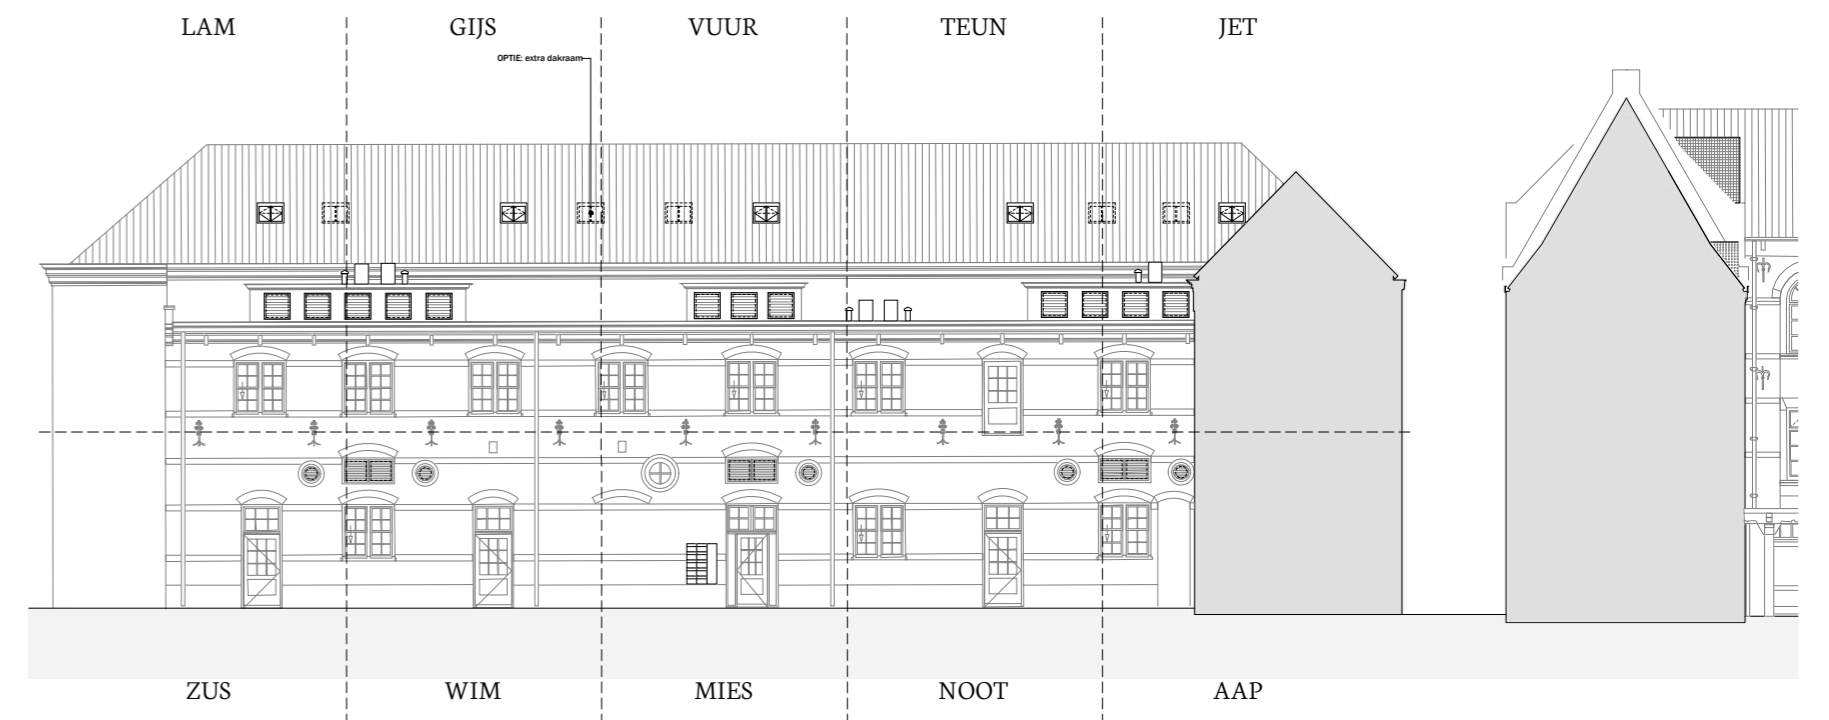 LAM GIJS VUUR TEUN JET
OPTIE: extra dakraam
ZUS WIM MIES NOOT AAP